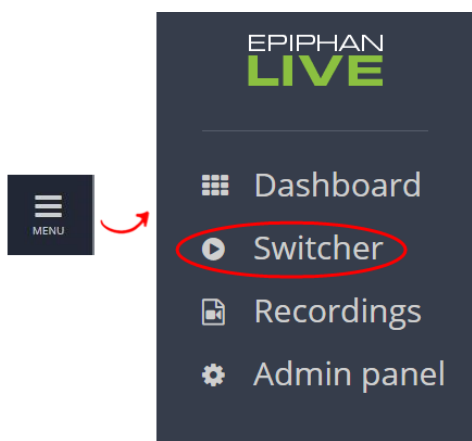 MENU
EPIPHAN
LIVE
Dashboard
Switcher
Recordings
Admin panel